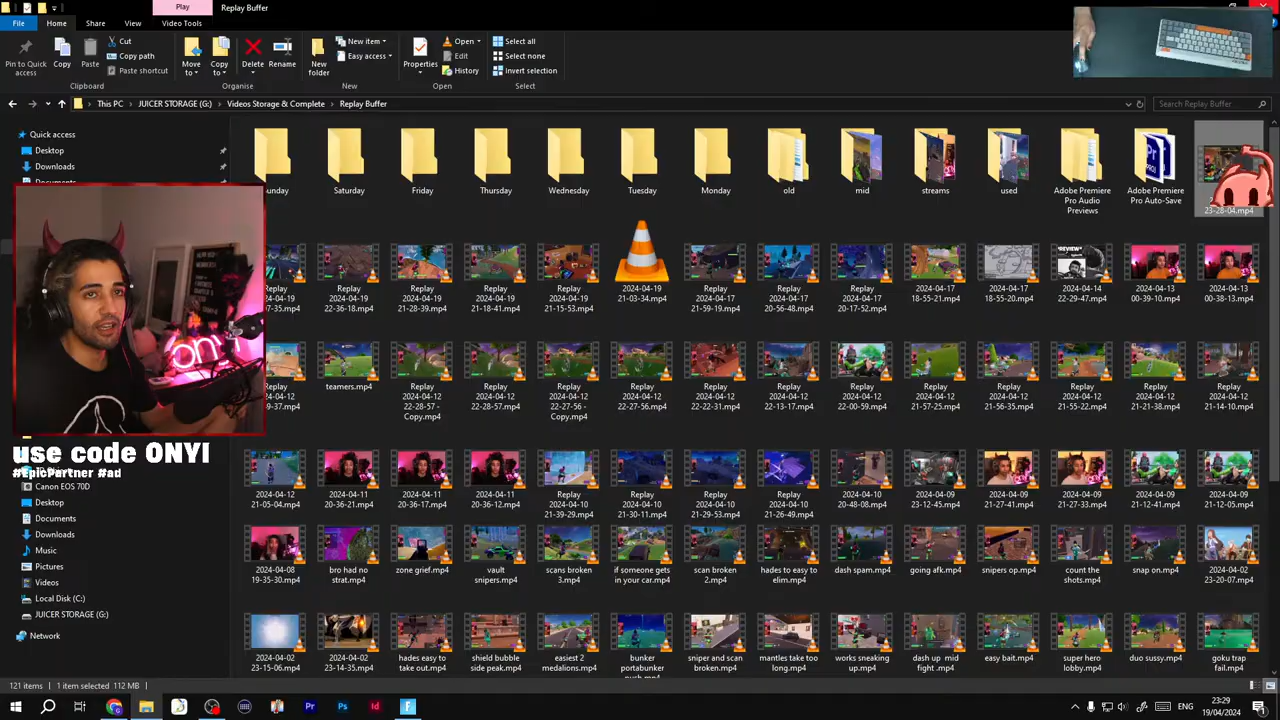 Play
Replay Buffer
File
Home
Share
View
Video Tools
Pin to Quick access
Copy
Paste
Cut
Copy path
Paste shortcut
Move to
Copy to
Delete
Rename
New folder
New item
Easy access
Properties
Open
Edit
History
Select all
Select none
Invert selection
Clipboard
Organise
New
Open
Select
This PC
JUICER STORAGE (G:)
Videos Storage & Complete
Replay Buffer
Search Replay Buffer
Quick access
Desktop
Downloads
Saturday
Friday
Thursday
Wednesday
Tuesday
Monday
old
mid
streams
used
Adobe Premiere Pro Audio Previews
Adobe Premiere Pro Auto-Save
23-28-04.mp4
Replay 2024-04-19 22-36-18.mp4
Replay 2024-04-19 21-28-39.mp4
Replay 2024-04-19 21-18-41.mp4
Replay 2024-04-19 21-15-53.mp4
2024-04-19 21-03-34.mp4
Replay 2024-04-17 21-59-19.mp4
Replay 2024-04-17 20-56-48.mp4
Replay 2024-04-17 20-17-52.mp4
2024-04-17 18-55-21.mp4
2024-04-17 18-55-20.mp4
2024-04-14 22-29-47.mp4
2024-04-13 00-39-10.mp4
2024-04-13 00-38-13.mp4
teamers.mp4
Replay 2024-04-12 22-28-57 - Copy.mp4
Replay 2024-04-12 22-28-57.mp4
Replay 2024-04-12 22-27-56 - Copy.mp4
Replay 2024-04-12 22-27-56.mp4
Replay 2024-04-12 22-22-31.mp4
Replay 2024-04-12 22-13-17.mp4
Replay 2024-04-12 22-00-59.mp4
Replay 2024-04-12 21-57-25.mp4
Replay 2024-04-12 21-56-35.mp4
Replay 2024-04-12 21-55-22.mp4
Replay 2024-04-12 21-21-38.mp4
Replay 2024-04-12 21-14-10.mp4
use code ONYI
#EpicPartner #ad
Canon EOS 70D
Desktop
Documents
Downloads
Music
Pictures
Videos
Local Disk (C:)
JUICER STORAGE (G:)
Network
2024-04-12 21-05-04.mp4
2024-04-11 20-36-21.mp4
2024-04-11 20-36-17.mp4
2024-04-11 20-36-12.mp4
Replay 2024-04-10 21-39-29.mp4
Replay 2024-04-10 21-30-11.mp4
Replay 2024-04-10 21-29-53.mp4
Replay 2024-04-10 21-26-49.mp4
2024-04-10 20-48-08.mp4
2024-04-09 23-12-45.mp4
2024-04-09 21-27-41.mp4
2024-04-09 21-27-33.mp4
2024-04-09 21-12-41.mp4
2024-04-09 21-12-05.mp4
2024-04-08 19-35-30.mp4
bro had no strat.mp4
zone grief.mp4
vault snipers.mp4
scans broken 3.mp4
if someone gets in your car.mp4
scan broken 2.mp4
hades to easy to elim.mp4
dash spam.mp4
going afk.mp4
snipers op.mp4
count the shots.mp4
snap on.mp4
2024-04-02 23-20-07.mp4
2024-04-02 23-15-06.mp4
2024-04-02 23-14-35.mp4
hades easy to take out.mp4
shield bubble side peak.mp4
easiest 2 medalions.mp4
bunker portabunker push.mp4
sniper and scan broken.mp4
mantles take too long.mp4
works sneaking up.mp4
dash up mid fight .mp4
easy bait.mp4
super hero lobby.mp4
duo sussy.mp4
goku trap fail.mp4
121 items
1 item selected 112 MB
23:29
19/04/2024